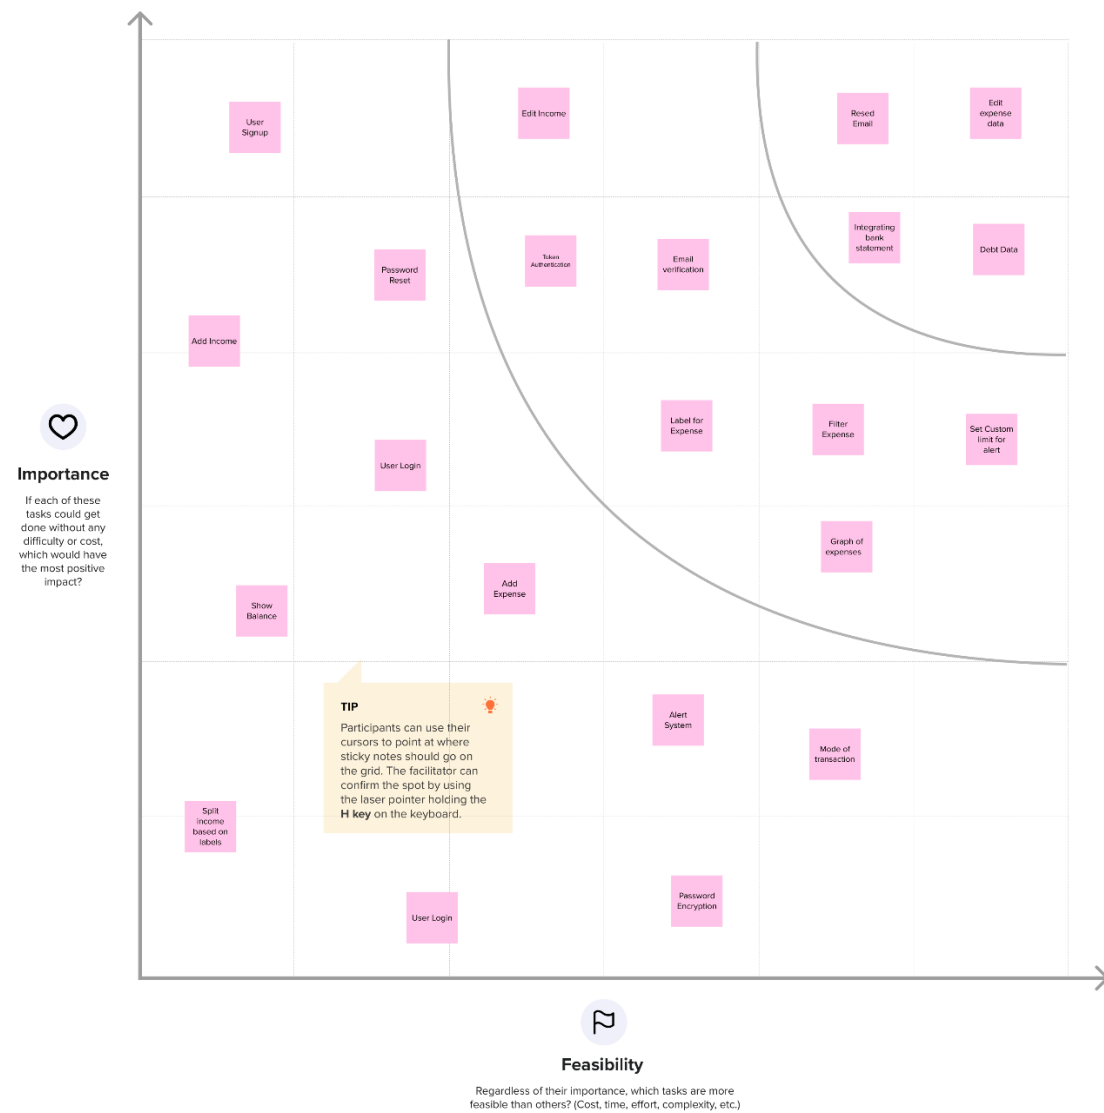 User
Signup
Edit Income
Resed
Email
Edit
expense
data
Integrating
bank
statement
Debt Data
Password
Reset
Token
Authentication
Email
verification
Add Income
Label for
Expense
Filter
Expense
Set Custom
limit for
alert
User Login
Graph of
expenses
Add
Expense
Show
Balance
Importance
If each of these
tasks could get
done without any
difficulty or cost,
which would have
the most positive
impact?
TIP
Participants can use their
cursors to point at where
sticky notes should go on
the grid. The facilitator can
confirm the spot by using
the laser pointer holding the
H key on the keyboard.
Alert
System
Mode of
transaction
Split
income
based on
labels
User Login
Password
Encryption
Feasibility
Regardless of their importance, which tasks are more
feasible than others? (Cost, time, effort, complexity, etc.)